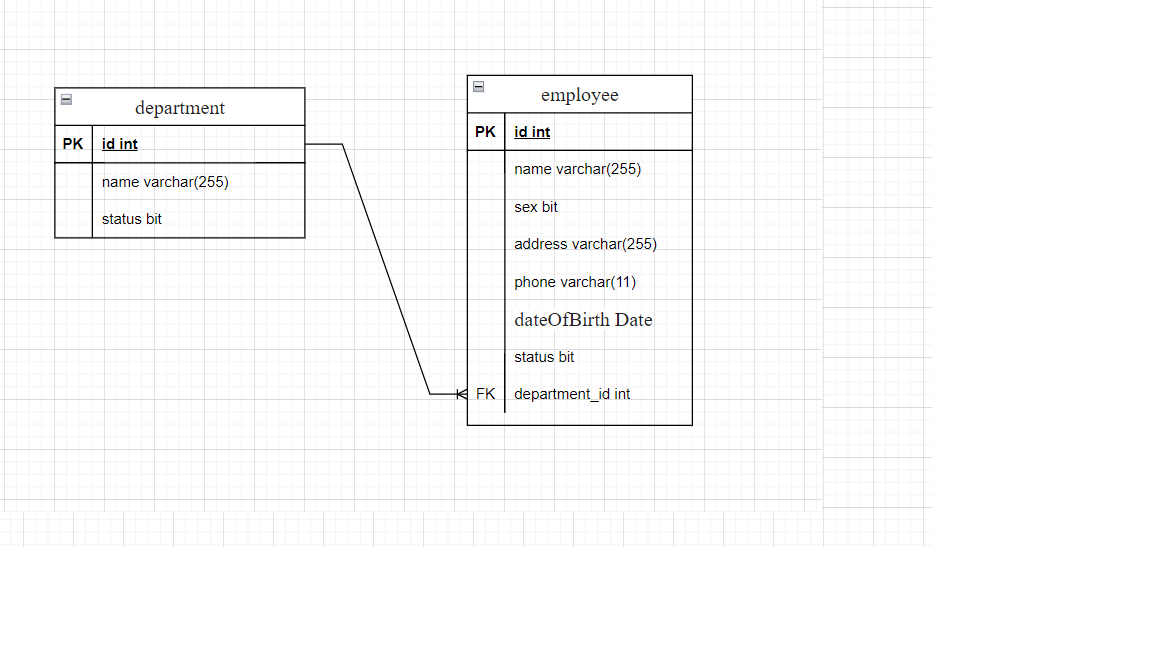 department
PK id int
name varchar(255)
status bit
employee
PK id int
name varchar(255)
sex bit
address varchar(255)
phone varchar(11)
dateOfBirth Date
status bit
FK department_id int